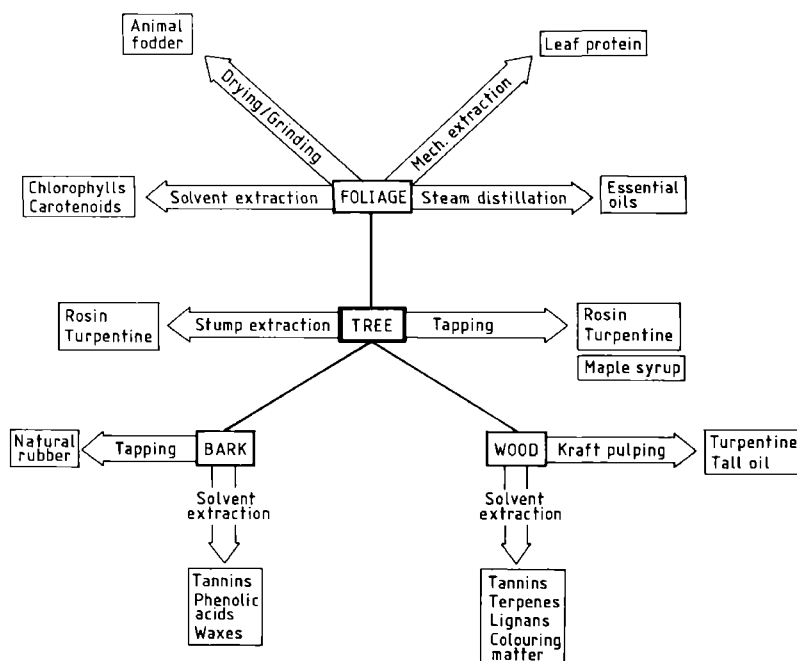 Animal
fodder
Leaf protein
Drying/Grinding
Mech. extraction
Chlorophylls
Carotenoids
Solvent extraction
FOLIAGE
Steam distillation
Essential
oils
Rosin
Turpentine
Stump extraction
TREE
Tapping
Rosin
Turpentine
Maple syrup
Natural
rubber
Tapping
BARK
WOOD
Kraft pulping
Turpentine
Tall oil
Solvent
extraction
Solvent
extraction
Tannins
Phenolic
acids
Waxes
Tannins
Terpenes
Lignans
Colouring
matter